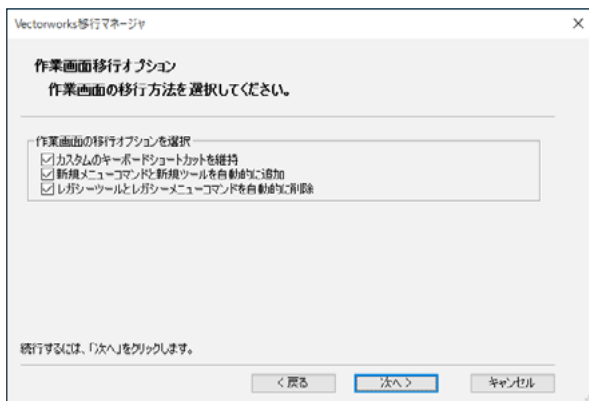 Vectorworks移行マネージャ
作業画面移行オプション
作業画面の移行方法を選択してください。
作業画面の移行オプションを選択
カスタムのキーボードショートカットを維持
新規メニューコマンドと新規ツールを自動的に追加
レガシーツールとレガシーメニューコマンドを自動的に削除
続行するには、「次へ」をクリックします。
< 戻る 次へ > キャンセル